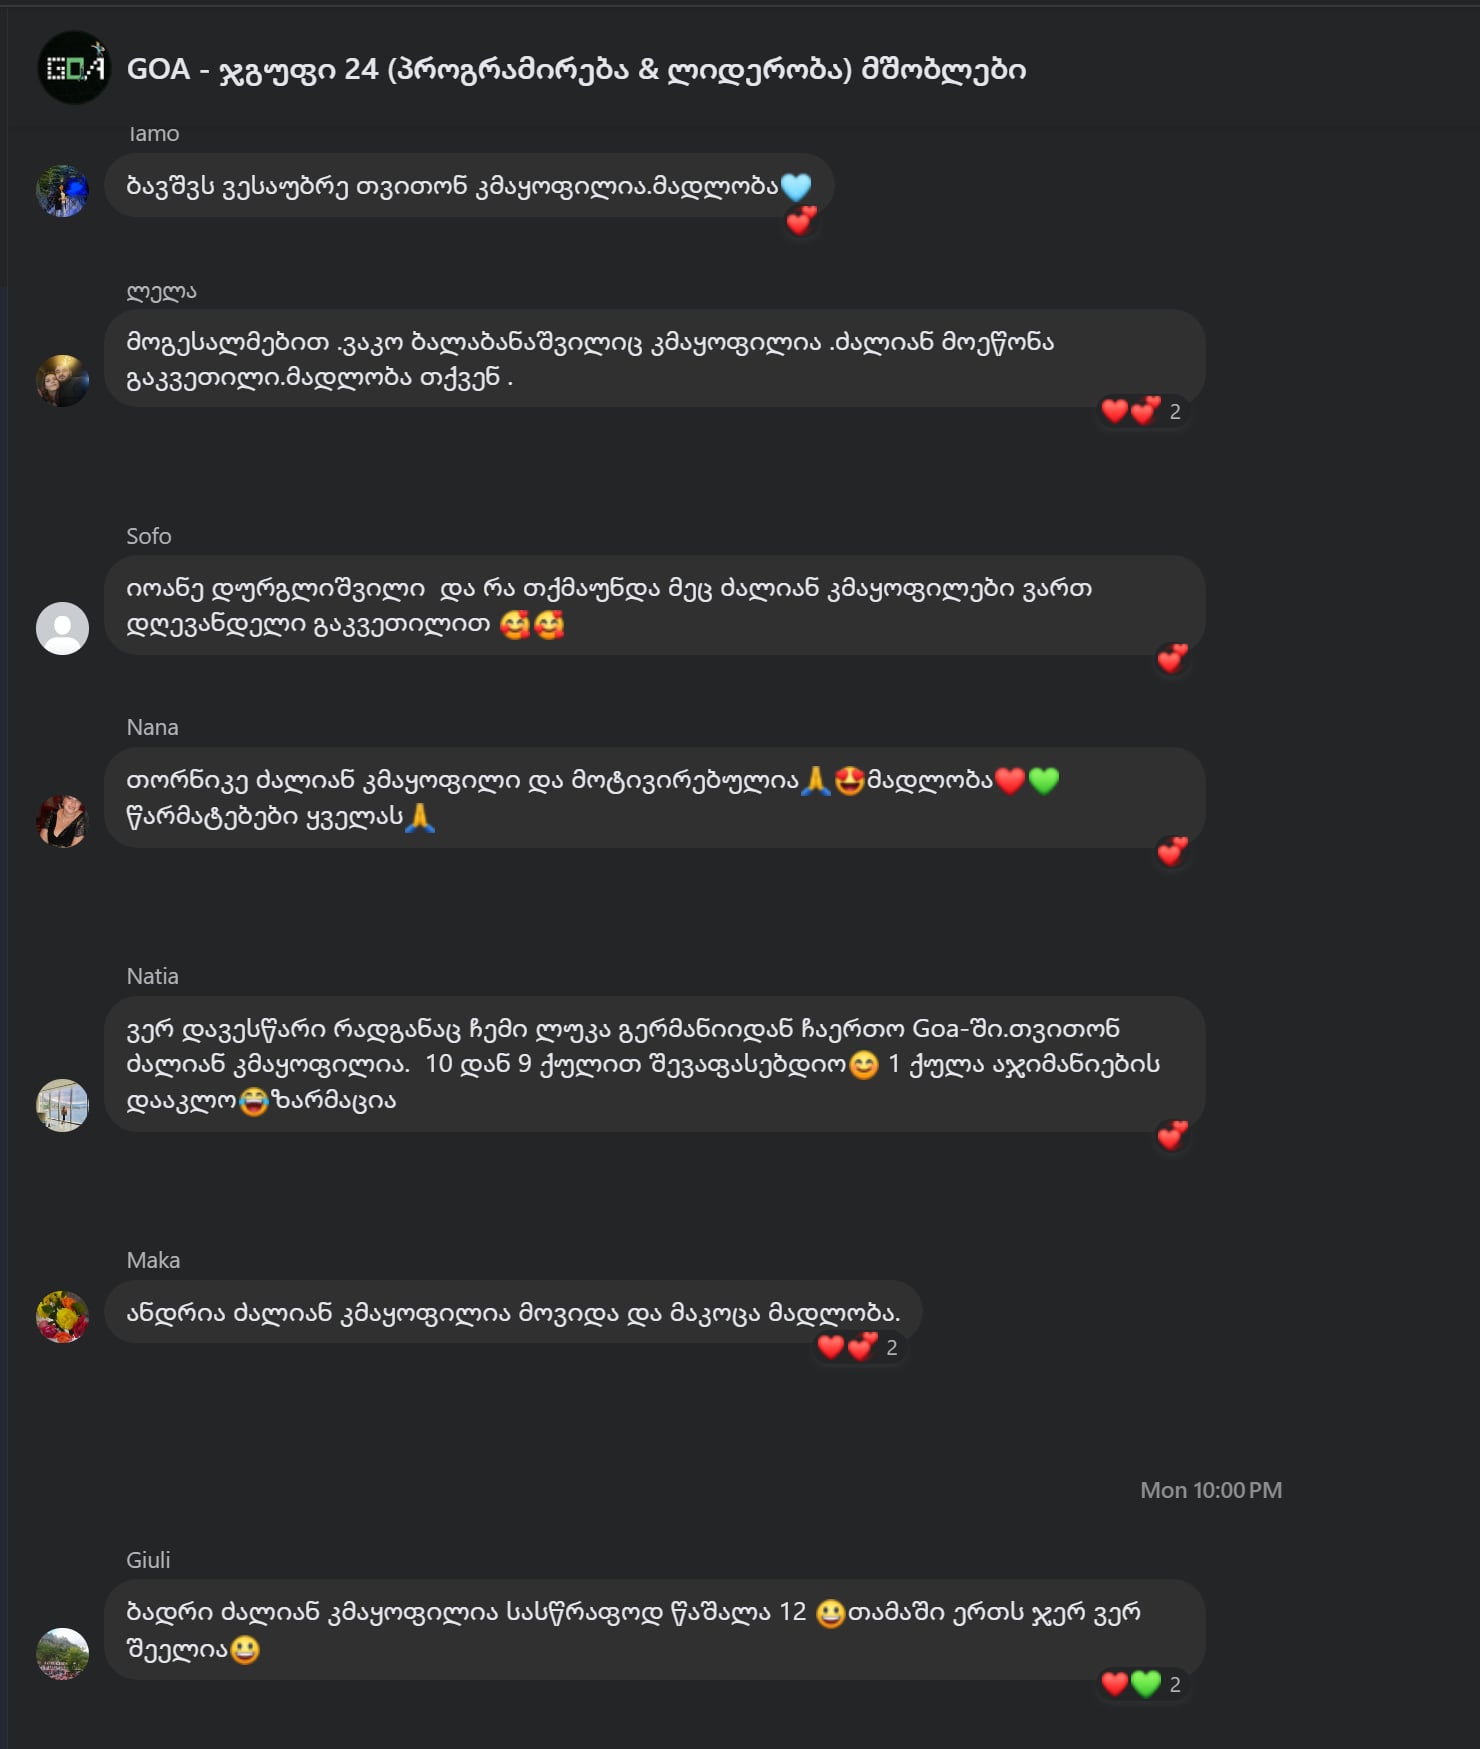 GOA
GOA - ჯგუფი 24 (პროგრამირება & ლიდერობა) მშობლები
Tamo
ბავშვს ვესაუბრე თვითონ კმაყოფილია.მადლობა🩵
💕
ლელა
მოგესალმებით .ვაკო ბალაბანაშვილიც კმაყოფილია .ძალიან მოეწონა
გაკვეთილი.მადლობა თქვენ .
❤️💕 2
Sofo
იოანე დურგლიშვილი  და რა თქმაუნდა მეც ძალიან კმაყოფილები ვართ
დღევანდელი გაკვეთილით 🥰🥰
💕
Nana
თორნიკე ძალიან კმაყოფილი და მოტივირებულია🙏🤩მადლობა❤️💚
წარმატებები ყველას🙏
💕
Natia
ვერ დავესწარი რადგანაც ჩემი ლუკა გერმანიიდან ჩაერთო Goa-ში.თვითონ
ძალიან კმაყოფილია.  10 დან 9 ქულით შევაფასებდიო😊 1 ქულა აჯიმანიების
დააკლო😂ზარმაცია
💕
Maka
ანდრია ძალიან კმაყოფილია მოვიდა და მაკოცა მადლობა.
❤️💕 2
Mon 10:00 PM
Giuli
ბადრი ძალიან კმაყოფილია სასწრაფოდ წაშალა 12 😀თამაში ერთს ჯერ ვერ
შეელია😀
❤️💚 2